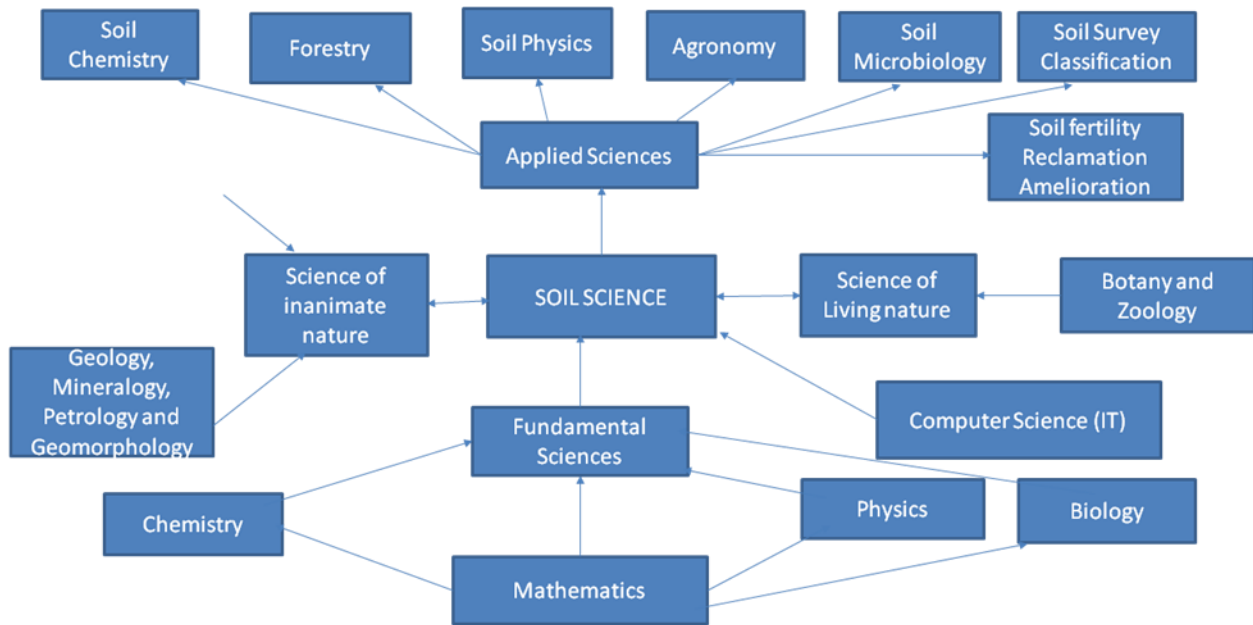 Soil
Chemistry
Forestry
Soil Physics
Agronomy
Soil
Microbiology
Soil Survey
Classification
Applied Sciences
Soil fertility
Reclamation
Amelioration
Science of
inanimate
nature
SOIL SCIENCE
Science of
Living nature
Botany and
Zoology
Geology,
Mineralogy,
Petrology and
Geomorphology
Fundamental
Sciences
Computer Science (IT)
Chemistry
Physics
Biology
Mathematics